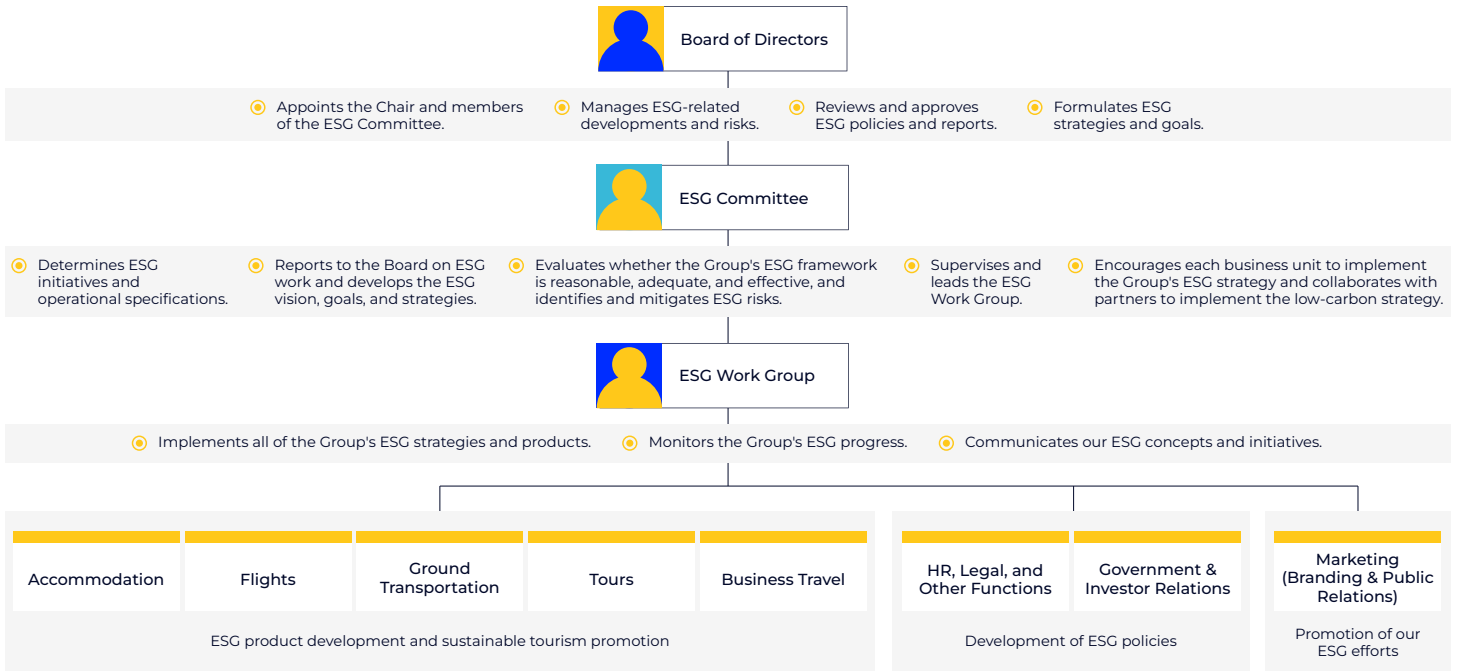 Board of Directors
Appoints the Chair and members
of the ESG Committee.
Manages ESG-related
developments and risks.
Reviews and approves
ESG policies and reports.
Formulates ESG
strategies and goals.
ESG Committee
Determines ESG
initiatives and
operational specifications.
Reports to the Board on ESG
work and develops the ESG
vision, goals, and strategies.
Evaluates whether the Group's ESG framework
is reasonable, adequate, and effective, and
identifies and mitigates ESG risks.
Supervises and
leads the ESG
Work Group.
Encourages each business unit to implement
the Group's ESG strategy and collaborates with
partners to implement the low-carbon strategy.
ESG Work Group
Implements all of the Group's ESG strategies and products.
Monitors the Group's ESG progress.
Communicates our ESG concepts and initiatives.
Accommodation
Flights
Ground
Transportation
Tours
Business Travel
ESG product development and sustainable tourism promotion
HR, Legal, and
Other Functions
Government &
Investor Relations
Development of ESG policies
Marketing
(Branding & Public
Relations)
Promotion of our
ESG efforts